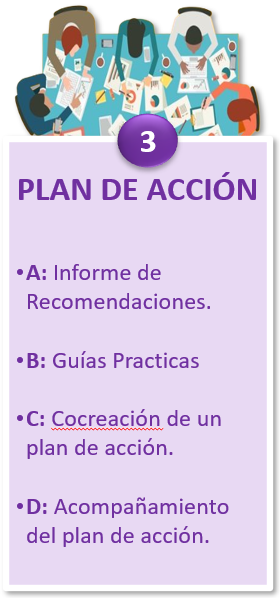 3
PLAN DE ACCIÓN
•A: Informe de
Recomendaciones.
•B: Guías Practicas
•C: Cocreación de un
plan de acción.
•D: Acompañamiento
del plan de acción.